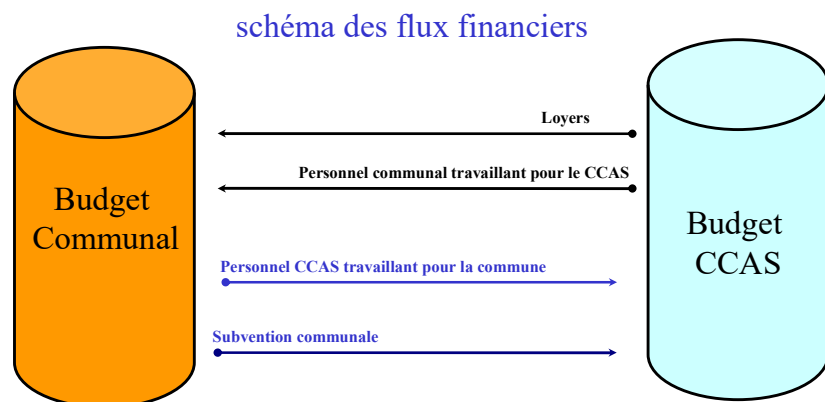 schéma des flux financiers
Loyers
Personnel communal travaillant pour le CCAS
Budget
Communal
Budget
CCAS
Personnel CCAS travaillant pour la commune
Subvention communale